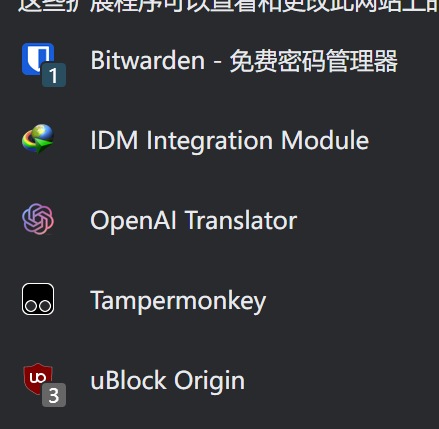 这些扩展程序可以查看和更改此网站上的
Bitwarden - 免费密码管理器
1
IDM Integration Module
OpenAI Translator
Tampermonkey
uBlock Origin
uo
3